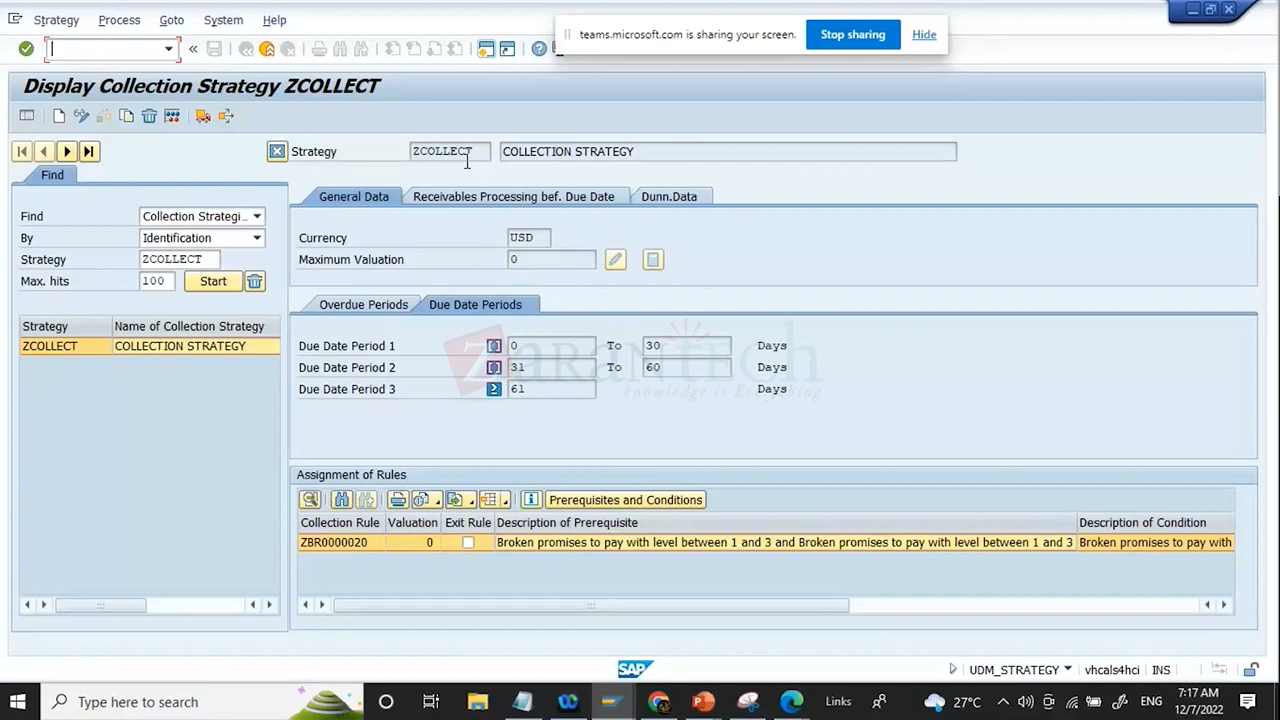 Strategy Process Goto System Help
teams.microsoft.com is sharing your screen. Stop sharing Hide
Display Collection Strategy ZCOLLECT
Strategy ZCOLLECT COLLECTION STRATEGY
Find
General Data Receivables Processing bef. Due Date Dunn.Data
Find Collection Strategi...
By Identification
Strategy ZCOLLECT
Max. hits 100 Start
Currency USD
Maximum Valuation 0
Overdue Periods Due Date Periods
Strategy Name of Collection Strategy
ZCOLLECT COLLECTION STRATEGY
Due Date Period 1 0 To 30 Days
Due Date Period 2 31 To 60 Days
Due Date Period 3 61 Days
ZaranTech
knowledge is Everything
Assignment of Rules
Prerequisites and Conditions
Collection Rule Valuation Exit Rule Description of Prerequisite Description of Condition
ZBR0000020 0 Broken promises to pay with level between 1 and 3 and Broken promises to pay with level between 1 and 3 Broken promises to pay with
SAP
UDM_STRATEGY vhcals4hci INS
Type here to search
Links 27°C ENG 7:17 AM
12/7/2022